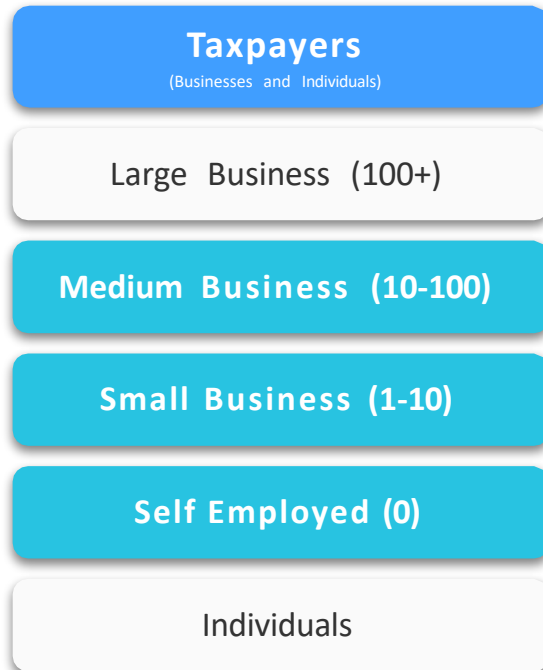 Taxpayers
(Businesses and Individuals)
Large Business (100+)
Medium Business (10-100)
Small Business (1-10)
Self Employed (0)
Individuals